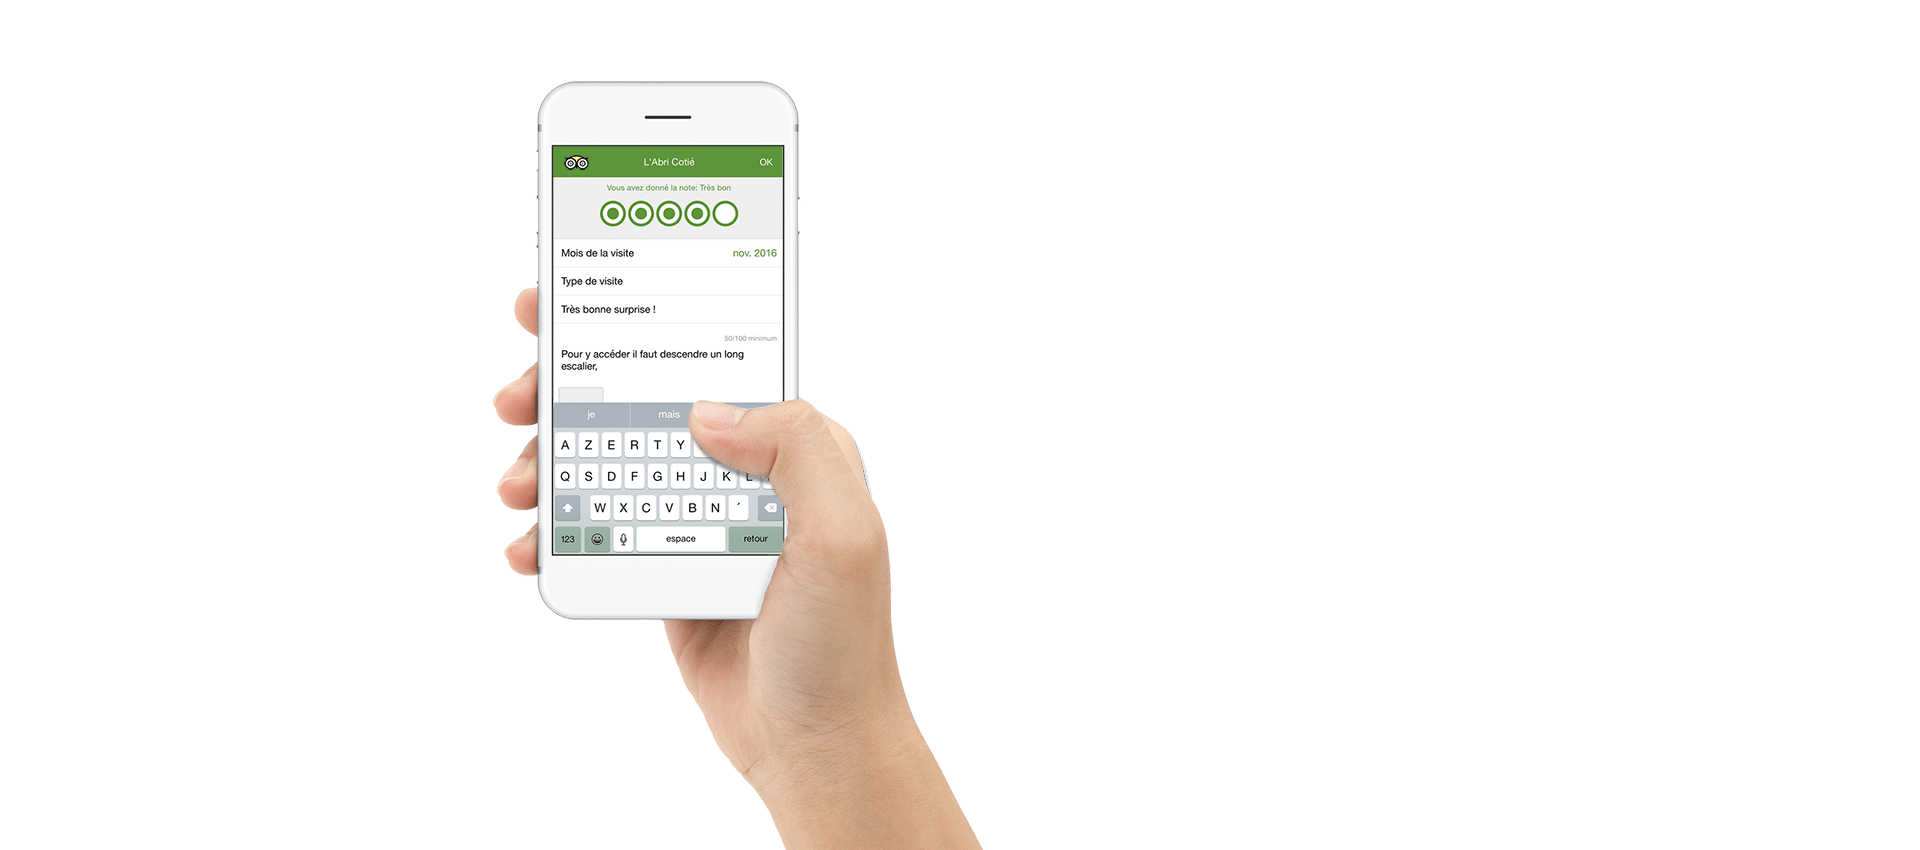 L'Abri Cotié
OK
Vous avez donné la note: Très bon
Mois de la visite
nov. 2016
Type de visite
Très bonne surprise !
50/100 minimum
Pour y accéder il faut descendre un long
escalier,
je
mais
A Z E R T Y
Q S D F G H J K L
W X C V B N ´
123
espace
retour